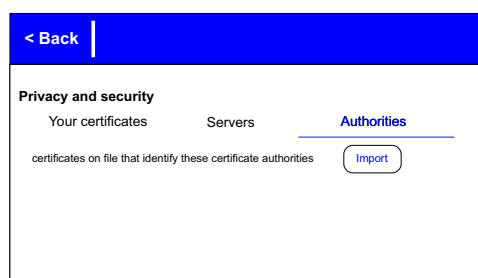 < Back
Privacy and security
Your certificates Servers Authorities
certificates on file that identify these certificate authorities Import